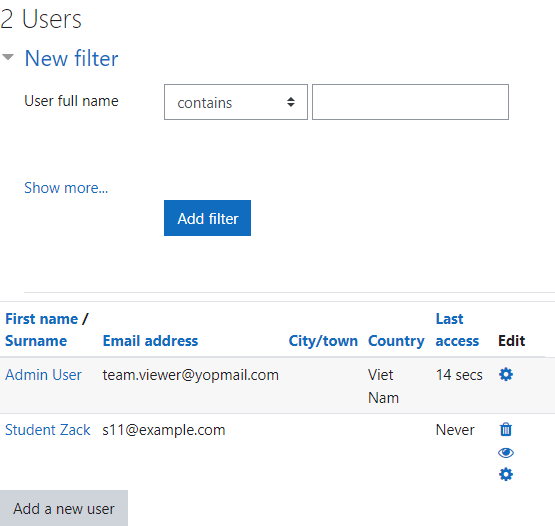 2 Users
New filter
User full name contains
Show more...
Add filter
First name / Last
Surname Email address City/town Country access Edit
Admin User team.viewer@yopmail.com Viet 14 secs
Nam
Student Zack s11@example.com Never
Add a new user